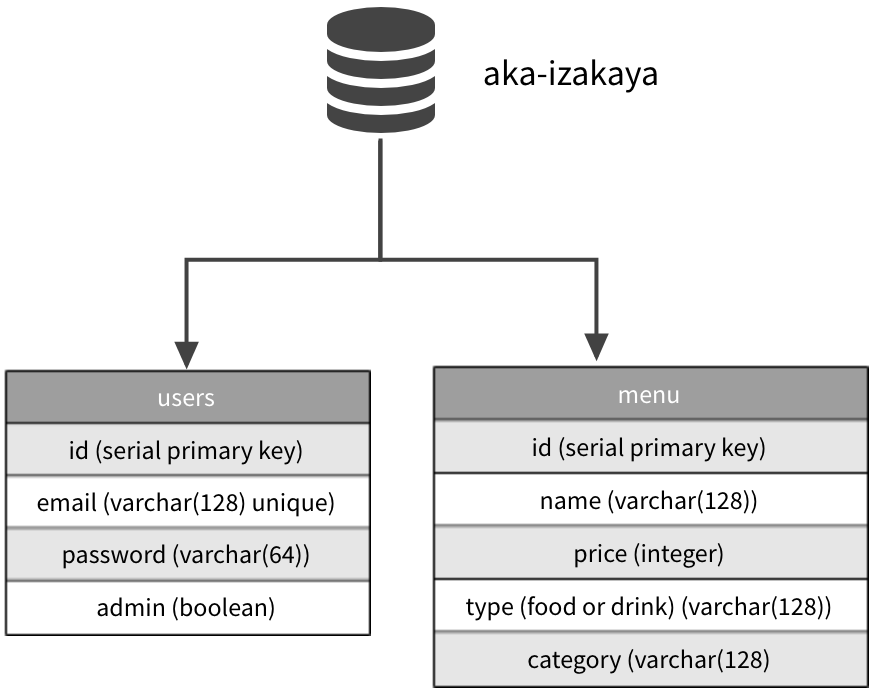 aka-izakaya
users
id (serial primary key)
email (varchar(128) unique)
password (varchar(64))
admin (boolean)
menu
id (serial primary key)
name (varchar(128))
price (integer)
type (food or drink) (varchar(128))
category (varchar(128)